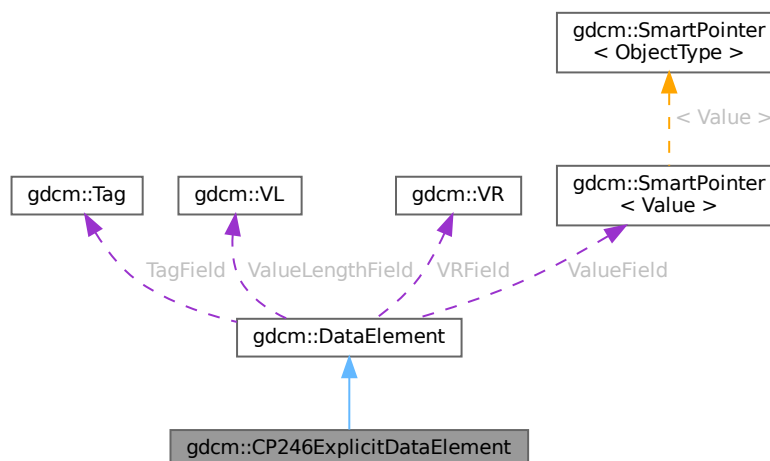 gdcm::SmartPointer
< ObjectType >
< Value >
gdcm::Tag
gdcm::VL
gdcm::VR
gdcm::SmartPointer
< Value >
TagField
ValueLengthField
VRField
ValueField
gdcm::DataElement
gdcm::CP246ExplicitDataElement